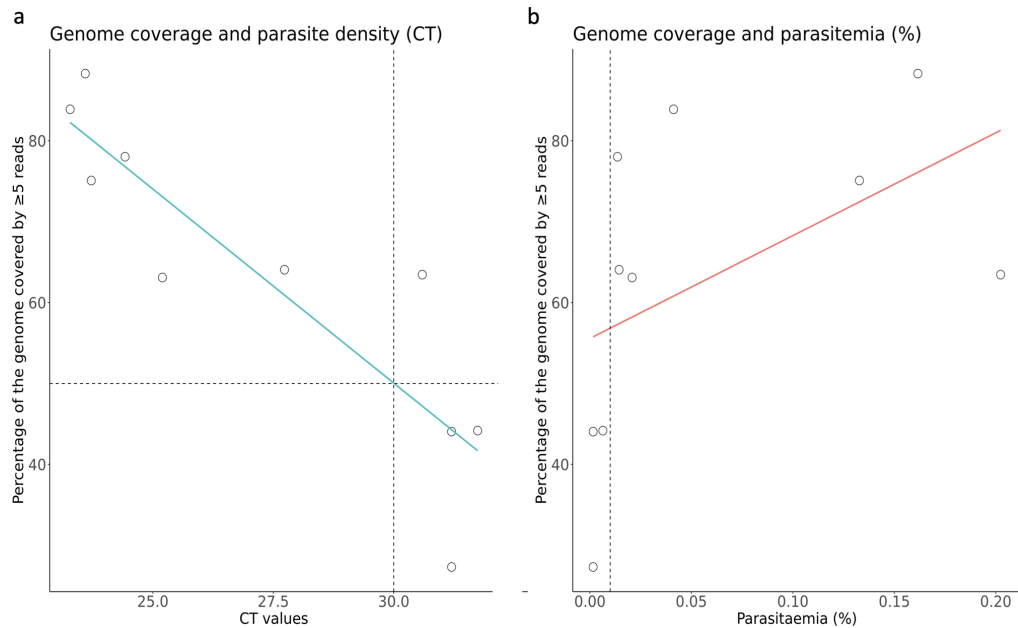 a
Genome coverage and parasite density (CT)
Percentage of the genome covered by ≥5 reads
80
60
40
25.0 27.5 30.0
CT values
b
Genome coverage and parasitemia (%)
Percentage of the genome covered by ≥5 reads
80
60
40
0.00 0.05 0.10 0.15 0.20
Parasitaemia (%)